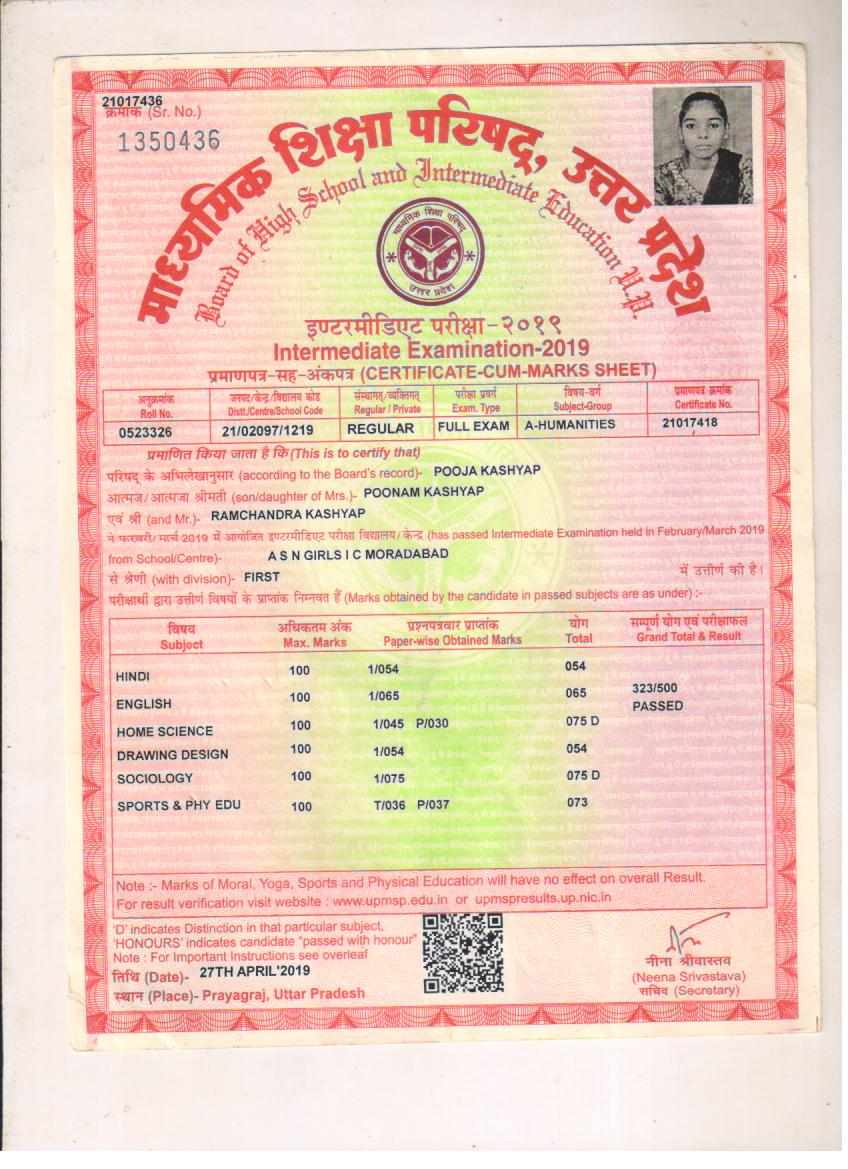 21017436
क्रमांक (Sr. No.)
1350436
माध्यमिक शिक्षा परिषद्, उत्तर प्रदेश
Board of High School and Intermediate Education U.P.
माध्यमिक शिक्षा परिषद
उत्तर प्रदेश
इण्टरमीडिएट परीक्षा-२०१९
Intermediate Examination-2019
प्रमाणपत्र-सह-अंकपत्र (CERTIFICATE-CUM-MARKS SHEET)
अनुक्रमांक जनपद/केन्द्र/विद्यालय कोड संस्थागत/व्यक्तिगत् परीक्षा प्रवर्ग विषय-वर्ग प्रमाणपत्र क्रमांक
Roll No. Distt./Centre/School Code Regular / Private Exam. Type Subject-Group Certificate No.
0523326 21/02097/1219 REGULAR FULL EXAM A-HUMANITIES 21017418
प्रमाणित किया जाता है कि (This is to certify that)
परिषद् के अभिलेखानुसार (according to the Board's record)- POOJA KASHYAP
आत्मज/आत्मजा श्रीमती (son/daughter of Mrs.)- POONAM KASHYAP
एवं श्री (and Mr.)- RAMCHANDRA KASHYAP
ने फरवरी/मार्च 2019 में आयोजित इण्टरमीडिएट परीक्षा विद्यालय/केन्द्र (has passed Intermediate Examination held in February/March 2019
from School/Centre)- A S N GIRLS I C MORADABAD
से श्रेणी (with division)- FIRST में उत्तीर्ण की है।
परीक्षार्थी द्वारा उत्तीर्ण विषयों के प्राप्तांक निम्नवत हैं (Marks obtained by the candidate in passed subjects are as under) :-
विषय अधिकतम अंक प्रश्नपत्रवार प्राप्तांक योग सम्पूर्ण योग एवं परीक्षाफल
Subject Max. Marks Paper-wise Obtained Marks Total Grand Total & Result
HINDI 100 1/054 054
ENGLISH 100 1/065 065 323/500
PASSED
HOME SCIENCE 100 1/045 P/030 075 D
DRAWING DESIGN 100 1/054 054
SOCIOLOGY 100 1/075 075 D
SPORTS & PHY EDU 100 T/036 P/037 073
Note :- Marks of Moral, Yoga, Sports and Physical Education will have no effect on overall Result.
For result verification visit website : www.upmsp.edu.in or upmspresults.up.nic.in
'D' indicates Distinction in that particular subject,
'HONOURS' indicates candidate "passed with honour"
Note : For Important Instructions see overleaf
तिथि (Date)- 27TH APRIL'2019
स्थान (Place)- Prayagraj, Uttar Pradesh
नीना श्रीवास्तव
(Neena Srivastava)
सचिव (Secretary)